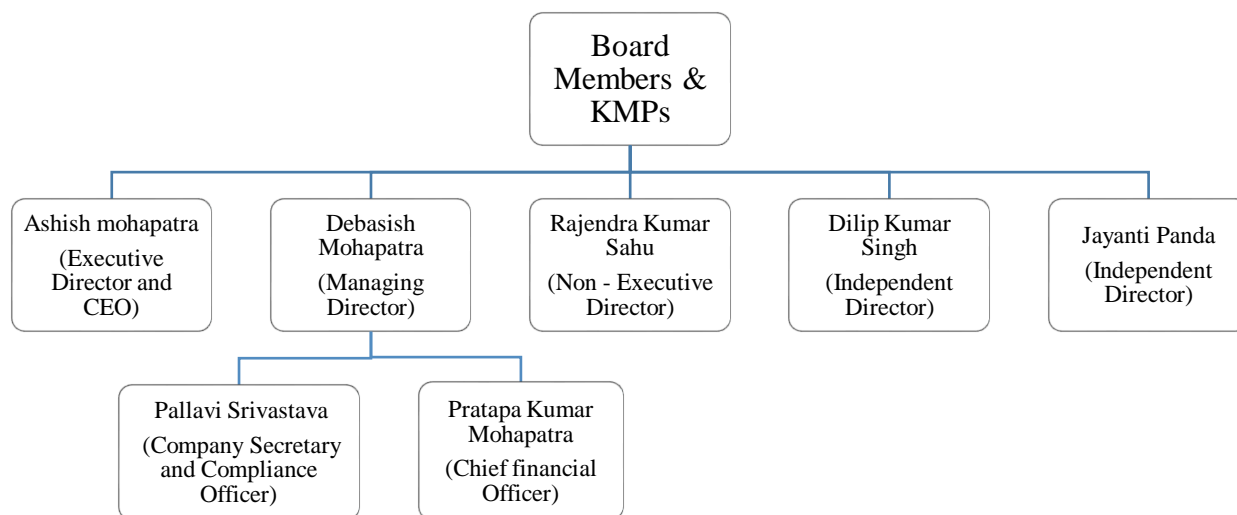 Board
Members &
KMPs
Ashish mohapatra
(Executive
Director and
CEO)
Debasish
Mohapatra
(Managing
Director)
Rajendra Kumar
Sahu
(Non - Executive
Director)
Dilip Kumar
Singh
(Independent
Director)
Jayanti Panda
(Independent
Director)
Pallavi Srivastava
(Company Secretary
and Compliance
Officer)
Pratapa Kumar
Mohapatra
(Chief financial
Officer)